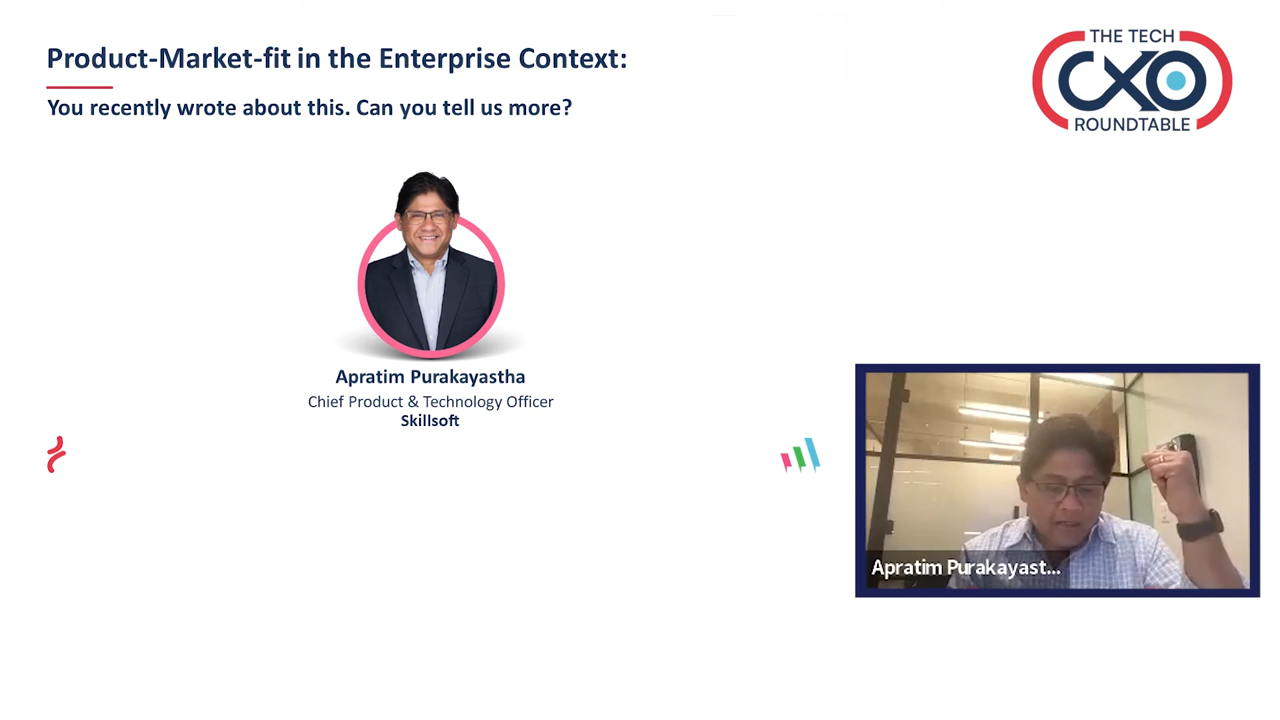 Product-Market-fit in the Enterprise Context:
You recently wrote about this. Can you tell us more?
THE TECH
CXO
ROUNDTABLE
Apratim Purakayastha
Chief Product & Technology Officer
Skillsoft
Apratim Purakayast...